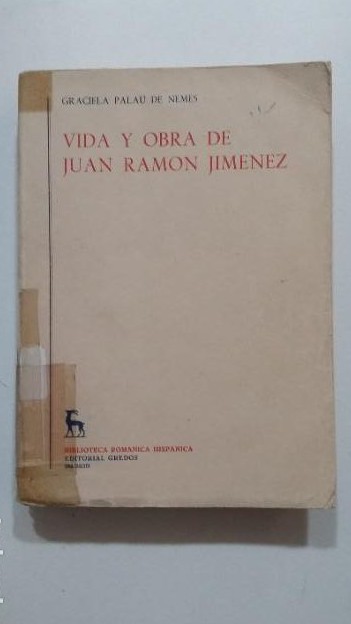 GRACIELA PALAU DE NEMES
VIDA Y OBRA DE
JUAN RAMON JIMENEZ
BIBLIOTECA ROMANICA HISPANICA
EDITORIAL GREDOS
MADRID